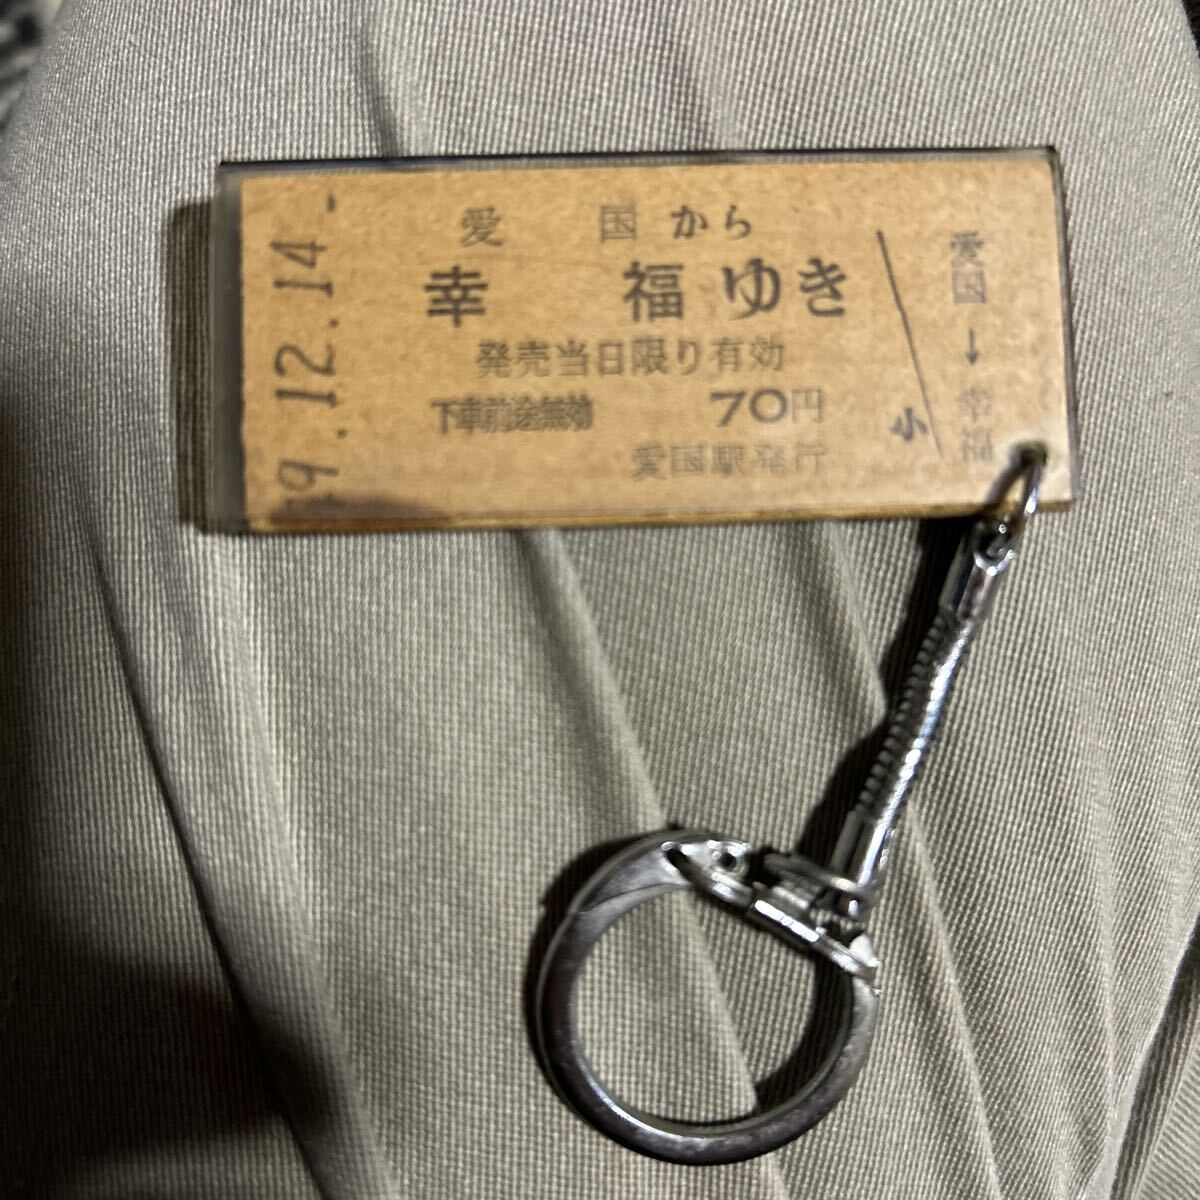 愛 国 から
幸 福 ゆき
発売当日限り有効
下車前途無効 70円
愛国駅発行
小
愛国→幸福
49.12.14.-